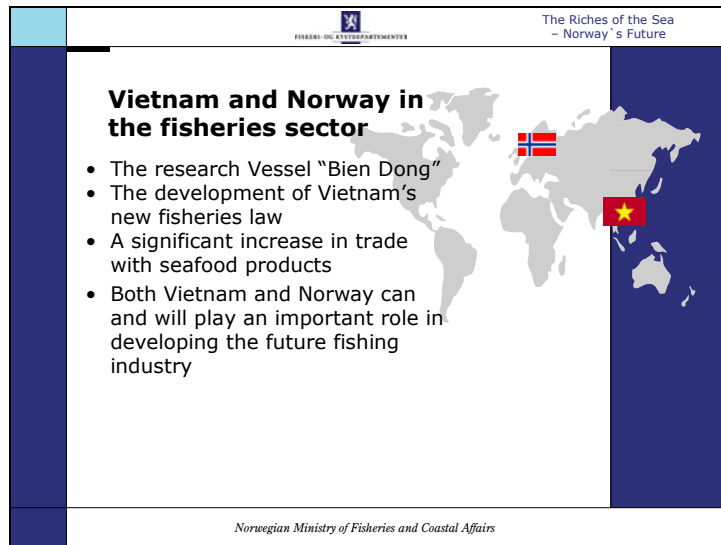 FISKERI- OG KYSTDEPARTEMENTET
The Riches of the Sea
– Norway`s Future
Vietnam and Norway in
the fisheries sector
• The research Vessel “Bien Dong”
• The development of Vietnam’s
new fisheries law
• A significant increase in trade
with seafood products
• Both Vietnam and Norway can
and will play an important role in
developing the future fishing
industry
Norwegian Ministry of Fisheries and Coastal Affairs